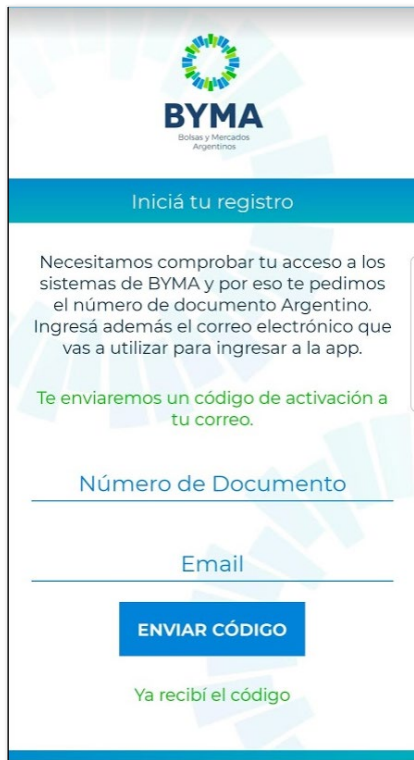 BYMA
Bolsas y Mercados
Argentinos
Iniciá tu registro
Necesitamos comprobar tu acceso a los
sistemas de BYMA y por eso te pedimos
el número de documento Argentino.
Ingresá además el correo electrónico que
vas a utilizar para ingresar a la app.
Te enviaremos un código de activación a
tu correo.
Número de Documento
Email
ENVIAR CÓDIGO
Ya recibí el código